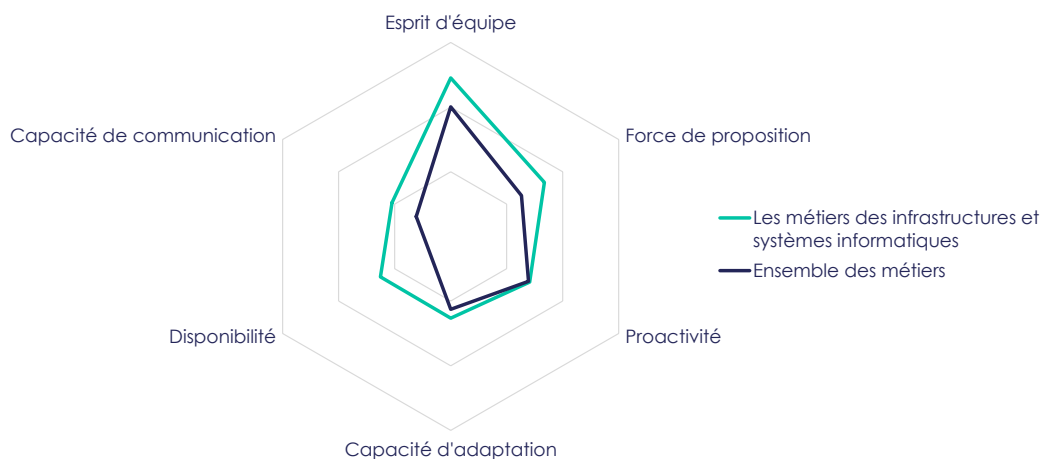 Esprit d'équipe
Capacité de communication
Force de proposition
Les métiers des infrastructures et
systèmes informatiques
Ensemble des métiers
Disponibilité
Proactivité
Capacité d'adaptation